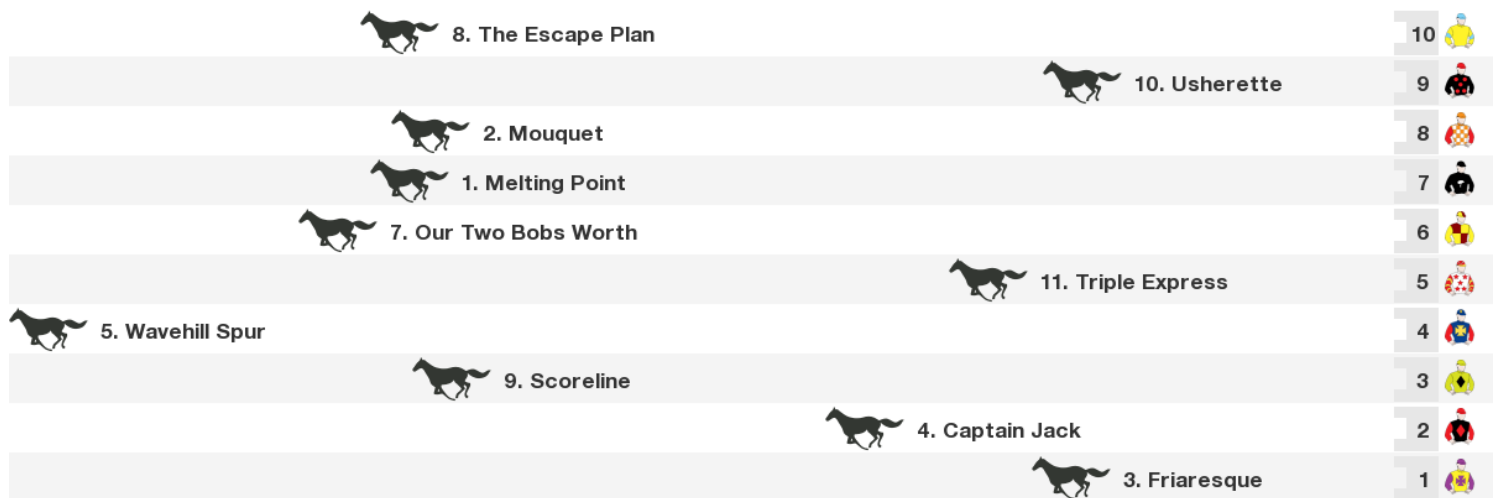 8. The Escape Plan 10
10. Usherette 9
2. Mouquet 8
1. Melting Point 7
7. Our Two Bobs Worth 6
11. Triple Express 5
5. Wavehill Spur 4
9. Scoreline 3
4. Captain Jack 2
3. Friaresque 1